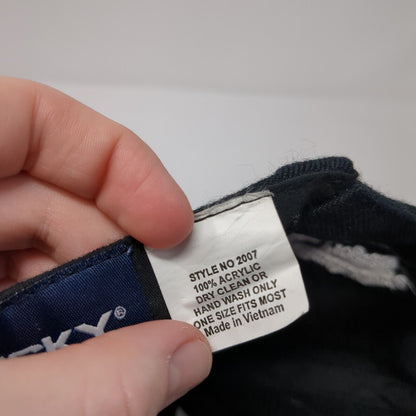 STYLE NO 2007
100% ACRYLIC
DRY CLEAN OR
HAND WASH ONLY
ONE SIZE FITS MOST
Made in Vietnam